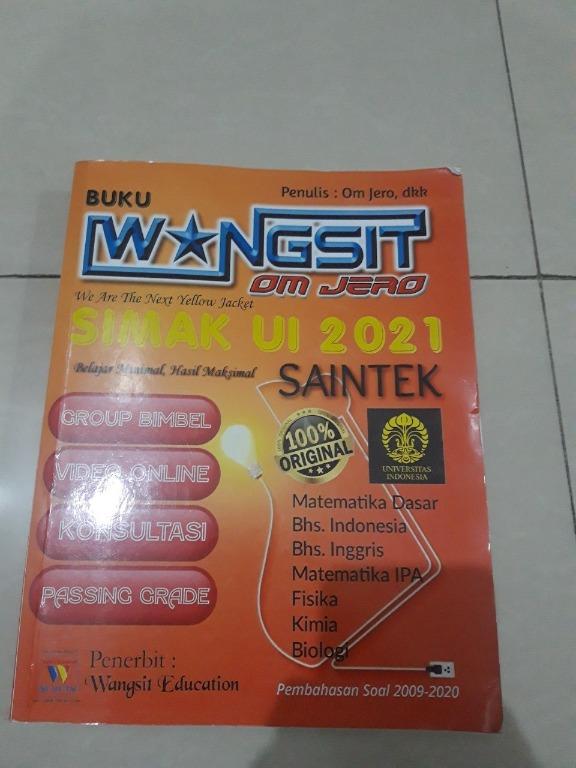 BUKU
Penulis : Om Jero, dkk
WANGSIT
OM JERO
We Are The Next Yellow Jacket
SIMAK UI 2021
Belajar Minimal, Hasil Maksimal
SAINTEK
GROUP BIMBEL
VIDEO ONLINE
KONSULTASI
PASSING GRADE
100%
ORIGINAL
UNIVERSITAS
INDONESIA
Matematika Dasar
Bhs. Indonesia
Bhs. Inggris
Matematika IPA
Fisika
Kimia
Biologi
Penerbit :
Wangsit Education
Pembahasan Soal 2009-2020